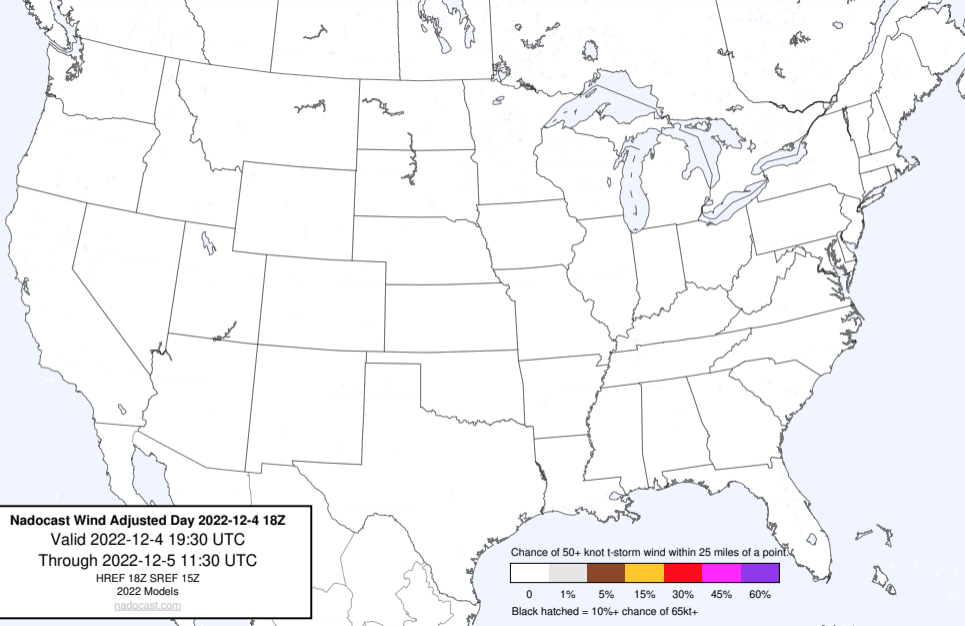 Nadocast Wind Adjusted Day 2022-12-4 18Z
Valid 2022-12-4 19:30 UTC
Through 2022-12-5 11:30 UTC
HREF 18Z SREF 15Z
2022 Models
nadocast.com
Chance of 50+ knot t-storm wind within 25 miles of a point.
0 1% 5% 15% 30% 45% 60%
Black hatched = 10%+ chance of 65kt+